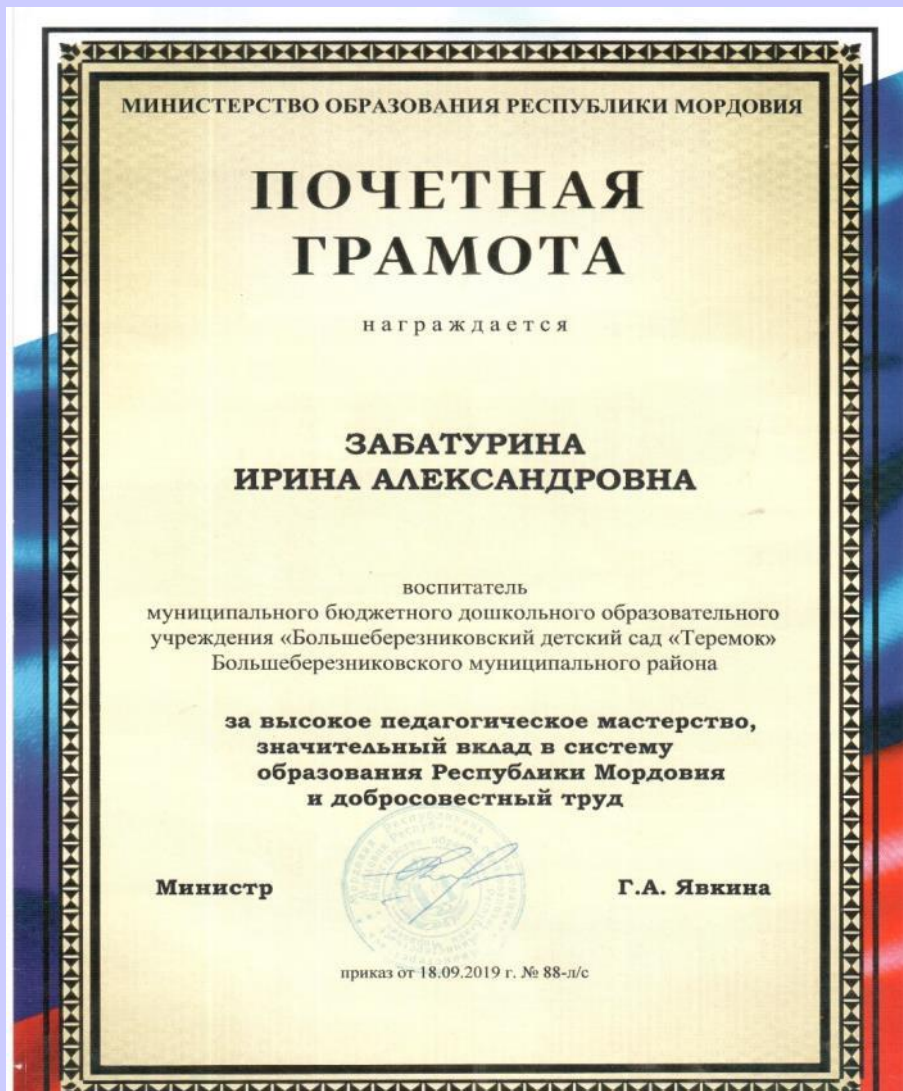 МИНИСТЕРСТВО ОБРАЗОВАНИЯ РЕСПУБЛИКИ МОРДОВИЯ
ПОЧЕТНАЯ
ГРАМОТА
награждается
ЗАБАТУРИНА
ИРИНА АЛЕКСАНДРОВНА
воспитатель
муниципального бюджетного дошкольного образовательного
учреждения «Большеберезниковский детский сад «Теремок»
Большеберезниковского муниципального района
за высокое педагогическое мастерство,
значительный вклад в систему
образования Республики Мордовия
и добросовестный труд
Министр Г.А. Явкина
приказ от 18.09.2019 г. № 88-л/с